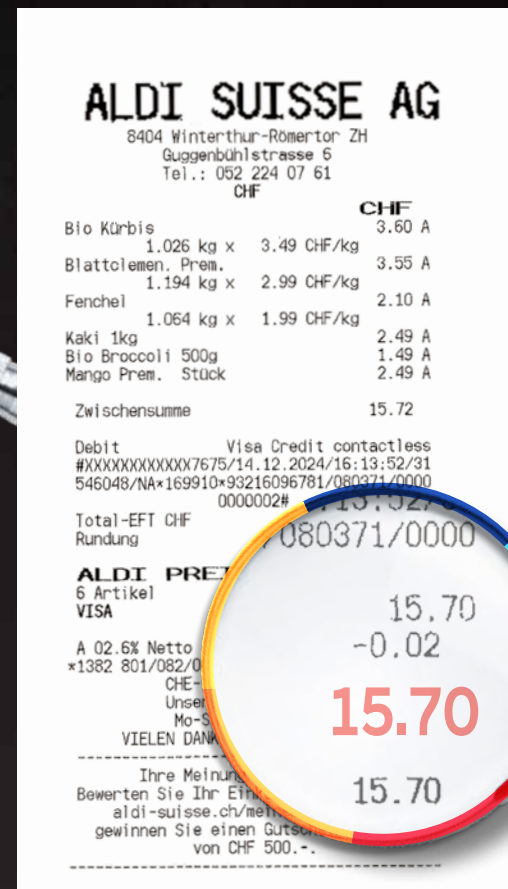 ALDI SUISSE AG
8404 Winterthur-Römertor ZH
Guggenbühlstrasse 6
Tel.: 052 224 07 61
CHF
CHF
Bio Kürbis 3.60 A
1.026 kg x 3.49 CHF/kg
Blattclemen. Prem. 3.55 A
1.194 kg x 2.99 CHF/kg
Fenchel 2.10 A
1.064 kg x 1.99 CHF/kg
Kaki 1kg 2.49 A
Bio Broccoli 500g 1.49 A
Mango Prem. Stück 2.49 A
Zwischensumme 15.72
Debit Visa Credit contactless
#XXXXXXXXXXXX7675/14.12.2024/16:13:52/31
546048/NA*169910*93216096781/080371/0000
0000002#
Total-EFT CHF /080371/0000
Rundung
ALDI
6 Artikel 15.70
VISA
-0.02
A 02.6% Netto
*1382 801/082/0
CHE-
15.70
VIELEN DANK
15.70
Ihre Meinung
Bewerten Sie Ihr
aldi-suisse.ch/
gewinnen Sie einen
von CHF 500.-.